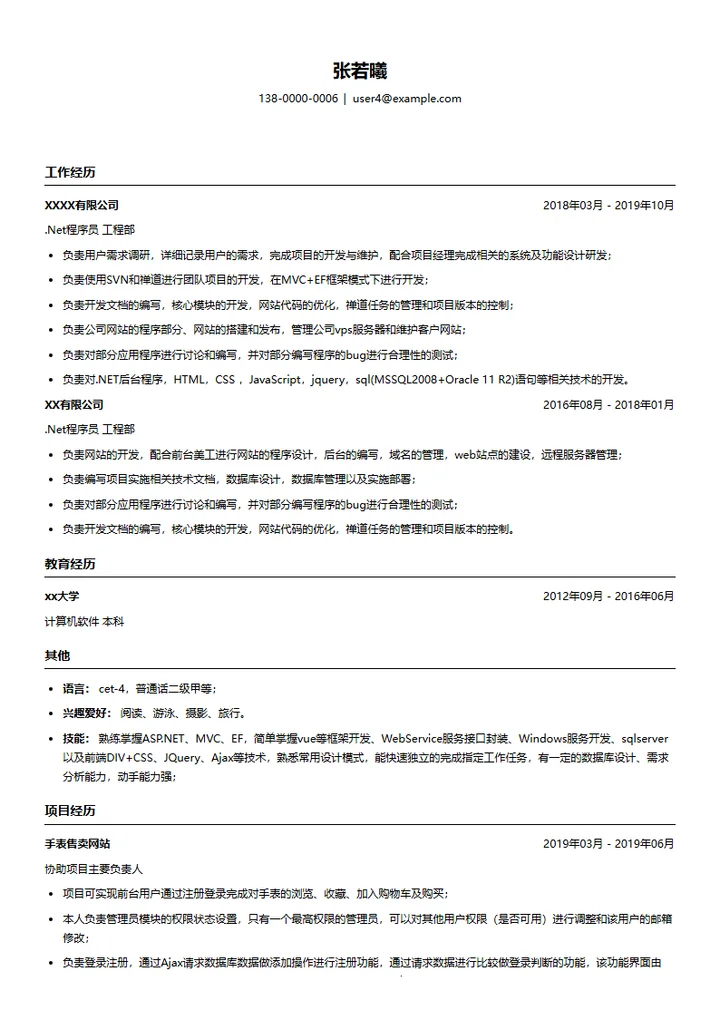 张若曦
138-0000-0006 | user4@example.com
工作经历
XXXX有限公司 2018年03月 - 2019年10月
.Net程序员 工程部
• 负责用户需求调研，详细记录用户的需求，完成项目的开发与维护，配合项目经理完成相关的系统及功能设计研发；
• 负责使用SVN和禅道进行团队项目的开发，在MVC+EF框架模式下进行开发；
• 负责开发文档的编写，核心模块的开发，网站代码的优化，禅道任务的管理和项目版本的控制；
• 负责公司网站的程序部分、网站的搭建和发布，管理公司vps服务器和维护客户网站；
• 负责对部分应用程序进行讨论和编写，并对部分编写程序的bug进行合理性的测试；
• 负责对.NET后台程序，HTML，CSS ，JavaScript，jquery，sql(MSSQL2008+Oracle 11 R2)语句等相关技术的开发。
XX有限公司 2016年08月 - 2018年01月
.Net程序员 工程部
• 负责网站的开发，配合前台美工进行网站的程序设计，后台的编写，域名的管理，web站点的建设，远程服务器管理；
• 负责编写项目实施相关技术文档，数据库设计，数据库管理以及实施部署；
• 负责对部分应用程序进行讨论和编写，并对部分编写程序的bug进行合理性的测试；
• 负责开发文档的编写，核心模块的开发，网站代码的优化，禅道任务的管理和项目版本的控制。
教育经历
xx大学 2012年09月 - 2016年06月
计算机软件 本科
其他
• 语言： cet-4，普通话二级甲等；
• 兴趣爱好： 阅读、游泳、摄影、旅行。
• 技能： 熟练掌握ASP.NET、MVC、EF，简单掌握vue等框架开发、WebService服务接口封装、Windows服务开发、sqlserver
以及前端DIV+CSS、JQuery、Ajax等技术，熟悉常用设计模式，能快速独立的完成指定工作任务，有一定的数据库设计、需求
分析能力，动手能力强；
项目经历
手表售卖网站 2019年03月 - 2019年06月
协助项目主要负责人
• 项目可实现前台用户通过注册登录完成对手表的浏览、收藏、加入购物车及购买；
• 本人负责管理员模块的权限状态设置，只有一个最高权限的管理员，可以对其他用户权限（是否可用）进行调整和该用户的邮箱
修改；
• 负责登录注册，通过Ajax请求数据库数据做添加操作进行注册功能，通过请求数据进行比较做登录判断的功能，该功能界面由